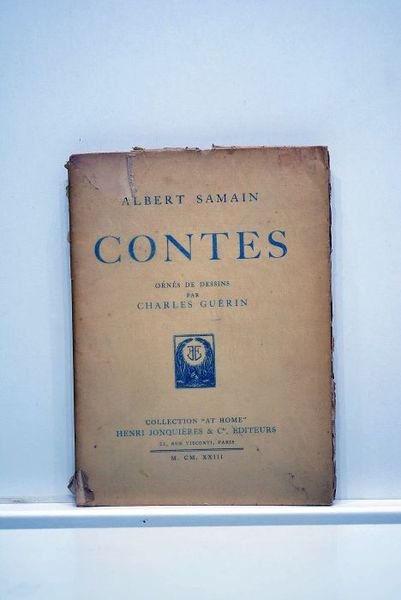 ALBERT SAMAIN
CONTES
ORNÉS DE DESSINS
PAR
CHARLES GUÉRIN
COLLECTION "AT HOME"
HENRI JONQUIÈRES & Cie, ÉDITEURS
21, RUE VISCONTI, PARIS
M. CM. XXIII